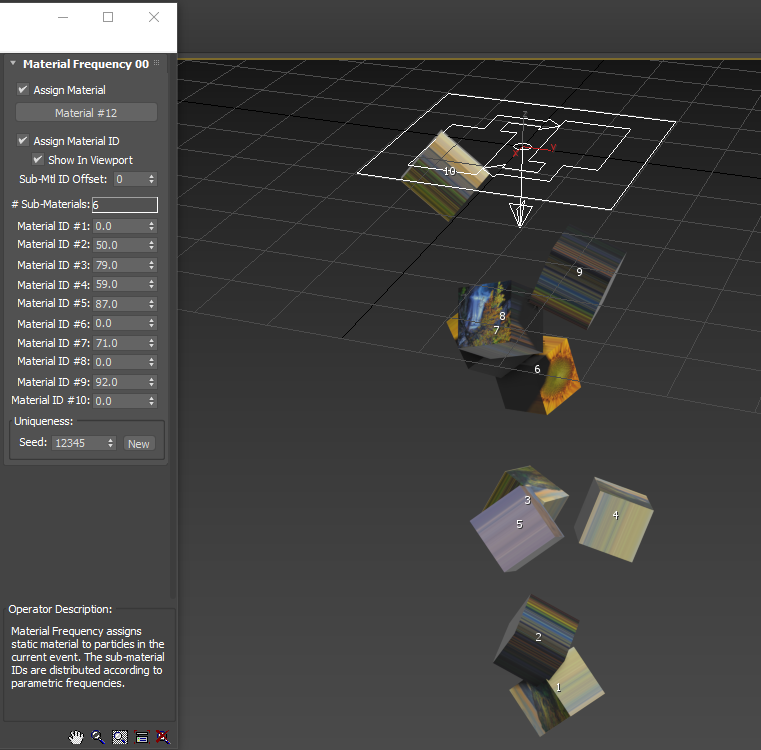 Material Frequency 00
Assign Material
Material #12
Assign Material ID
Show In Viewport
Sub-Mtl ID Offset: 0
# Sub-Materials: 6
Material ID #1: 0.0
Material ID #2: 50.0
Material ID #3: 79.0
Material ID #4: 59.0
Material ID #5: 87.0
Material ID #6: 0.0
Material ID #7: 71.0
Material ID #8: 0.0
Material ID #9: 92.0
Material ID #10: 0.0
Uniqueness:
Seed: 12345 New
Operator Description:
Material Frequency assigns
static material to particles in the
current event. The sub-material
IDs are distributed according to
parametric frequencies.
z
x
Y
10
9
8
7
6
3
4
5
2
1